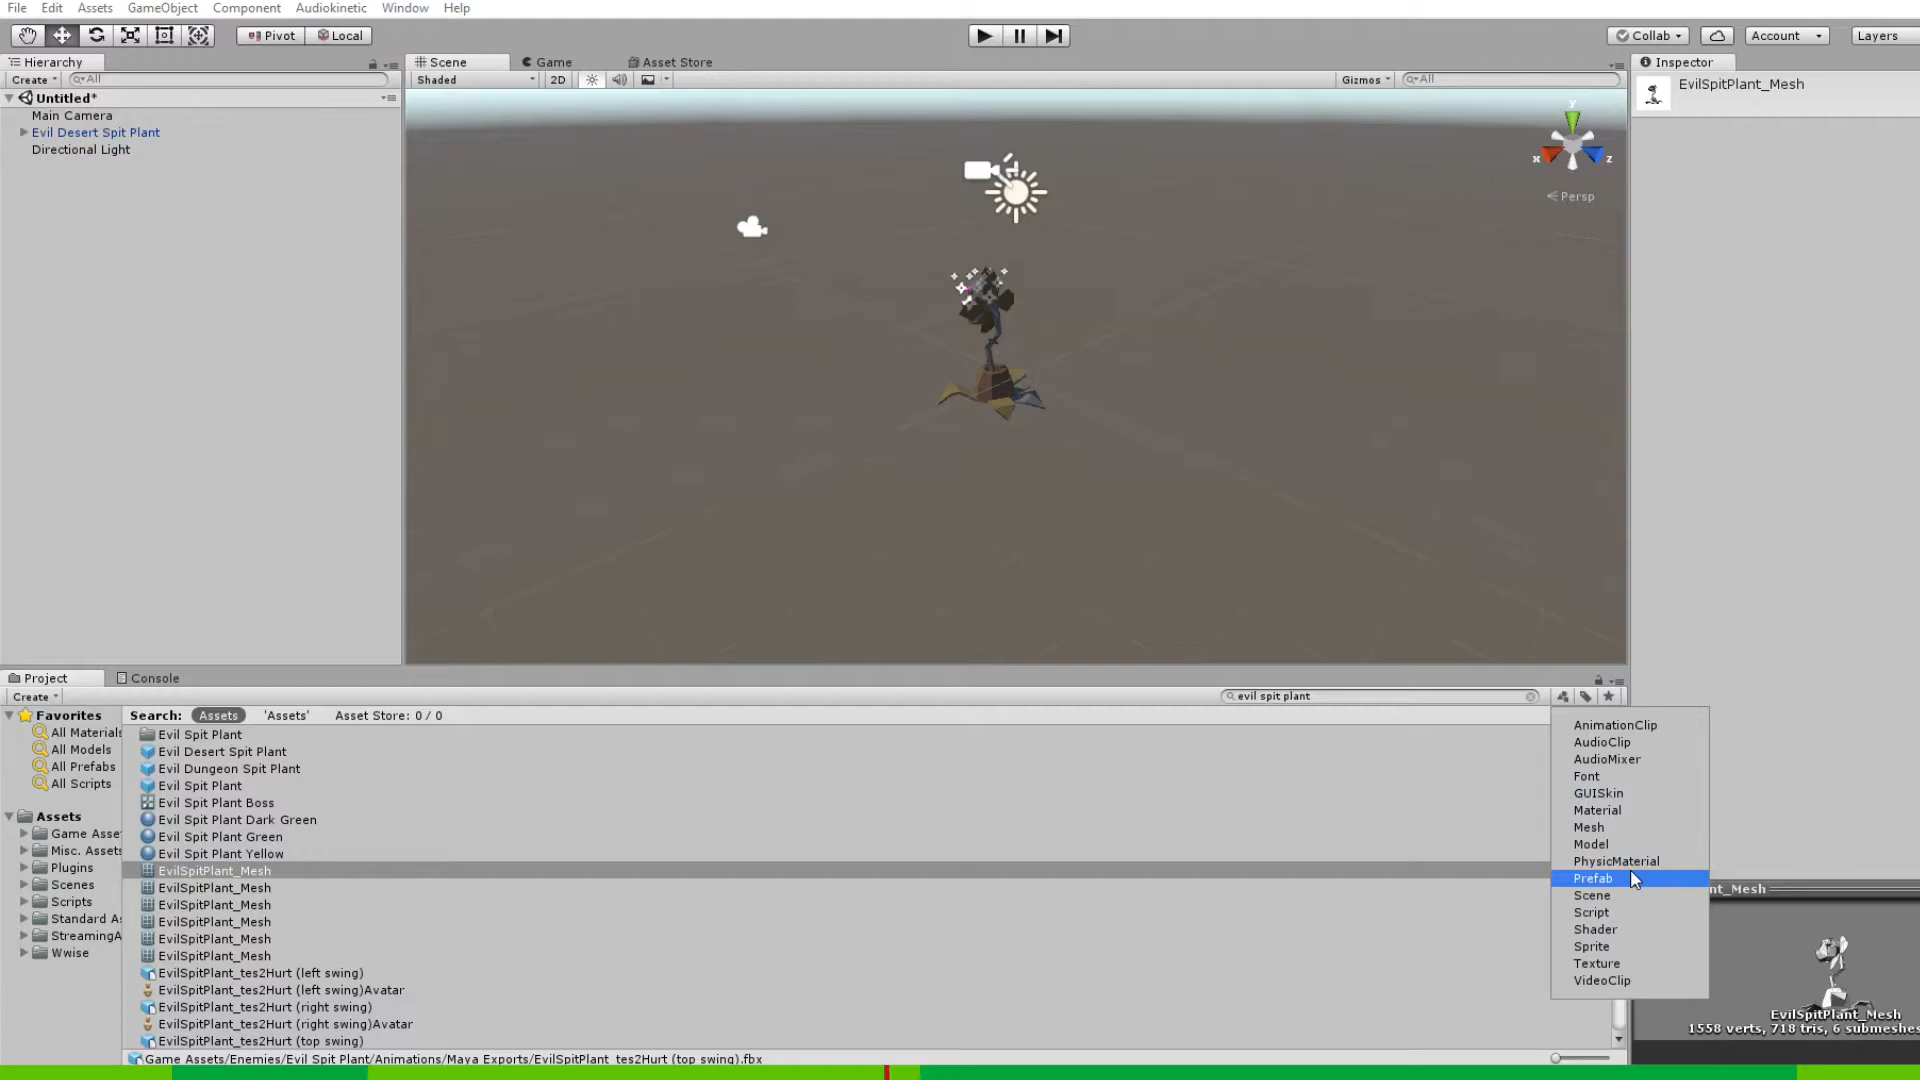 File Edit Assets GameObject Component Audiokinetic Window Help
Pivot Local Collab Account Layers
Hierarchy Scene Game Asset Store Inspector
Create All Shaded 2D Gizmos All
EvilSpitPlant_Mesh
Untitled*
Main Camera
Evil Desert Spit Plant
Directional Light
y
x z
Persp
Project Console
Create evil spit plant
Favorites Search: Assets 'Assets' Asset Store: 0 / 0
All Materials
All Models
All Prefabs
All Scripts
Assets
Game Asse
Misc. Assets
Plugins
Scenes
Scripts
Standard As
StreamingA
Wwise
Evil Spit Plant
Evil Desert Spit Plant
Evil Dungeon Spit Plant
Evil Spit Plant
Evil Spit Plant Boss
Evil Spit Plant Dark Green
Evil Spit Plant Green
Evil Spit Plant Yellow
EvilSpitPlant_Mesh
EvilSpitPlant_Mesh
EvilSpitPlant_Mesh
EvilSpitPlant_Mesh
EvilSpitPlant_Mesh
EvilSpitPlant_Mesh
EvilSpitPlant_tes2Hurt (left swing)
EvilSpitPlant_tes2Hurt (left swing)Avatar
EvilSpitPlant_tes2Hurt (right swing)
EvilSpitPlant_tes2Hurt (right swing)Avatar
EvilSpitPlant_tes2Hurt (top swing)
Game Assets/Enemies/Evil Spit Plant/Animations/Maya Exports/EvilSpitPlant_tes2Hurt (top swing).fbx
AnimationClip
AudioClip
AudioMixer
Font
GUISkin
Material
Mesh
Model
PhysicMaterial
Prefab
Scene
Script
Shader
Sprite
Texture
VideoClip
nt_Mesh
EvilSpitPlant_Mesh
1558 verts, 718 tris, 6 submeshes